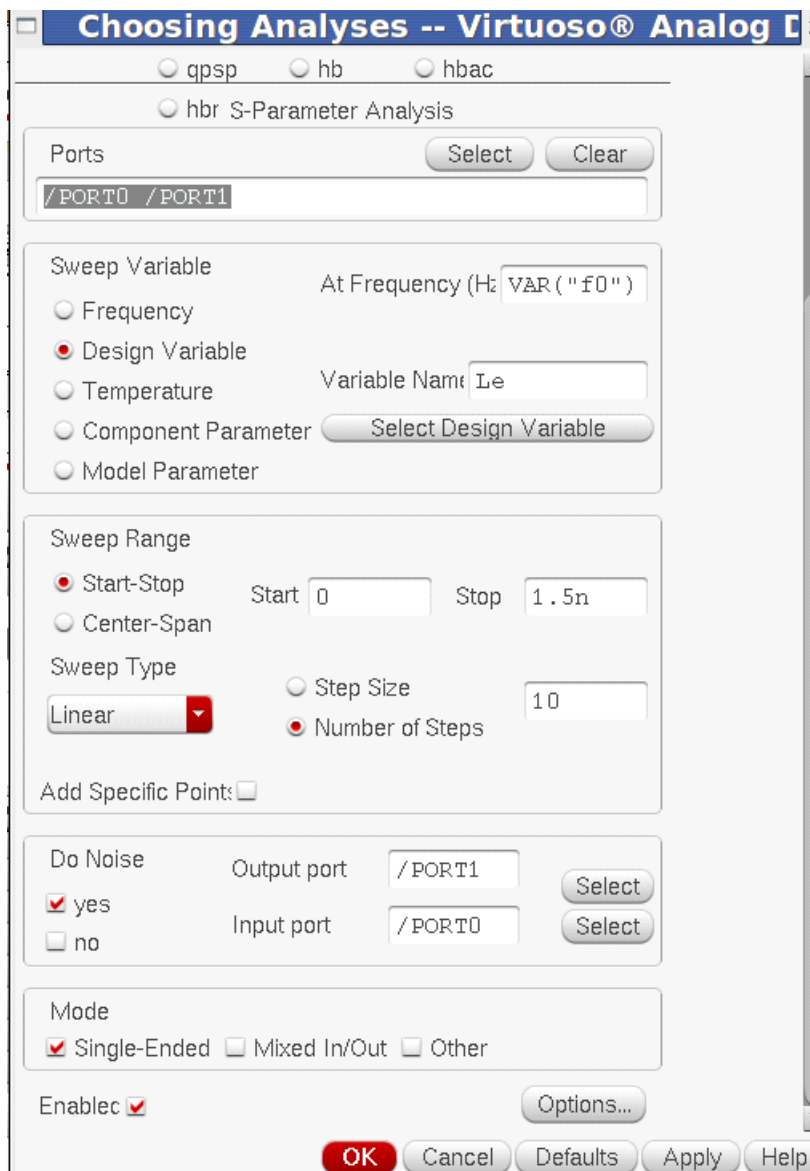 Choosing Analyses -- Virtuoso® Analog D
qpsp hb hbac
hbr S-Parameter Analysis
Ports Select Clear
/PORT0 /PORT1
Sweep Variable
At Frequency (Hz VAR("f0")
Frequency
Design Variable
Variable Name Le
Temperature
Component Parameter Select Design Variable
Model Parameter
Sweep Range
Start-Stop
Start 0 Stop 1.5n
Center-Span
Sweep Type
Step Size
Linear 10
Number of Steps
Add Specific Points
Do Noise
Output port /PORT1 Select
yes
Input port /PORT0 Select
no
Mode
Single-Ended Mixed In/Out Other
Enabled Options...
OK Cancel Defaults Apply Help